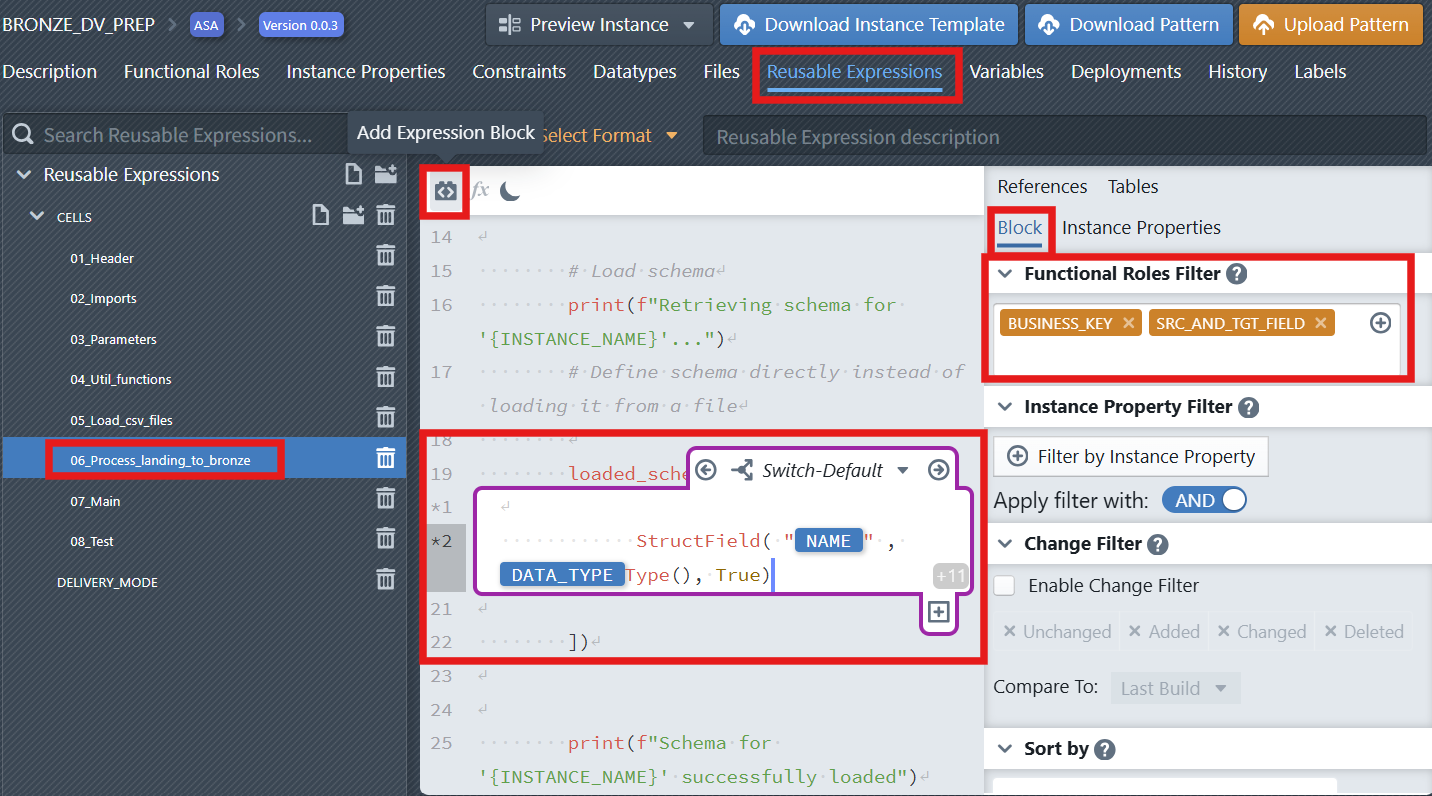 BRONZE_DV_PREP > ASA > Version 0.0.3 Preview Instance Download Instance Template Download Pattern Upload Pattern
Description Functional Roles Instance Properties Constraints Datatypes Files Reusable Expressions Variables Deployments History Labels
Search Reusable Expressions... Add Expression Block Select Format Reusable Expression description
Reusable Expressions
CELLS
01_Header
02_Imports
03_Parameters
04_Util_functions
05_Load_csv_files
06_Process_landing_to_bronze
07_Main
08_Test
DELIVERY_MODE
fx
14
15 # Load schema
16 print(f"Retrieving schema for
'{INSTANCE_NAME}'...")
17 # Define schema directly instead of
loading it from a file
18
19 loaded_sche Switch-Default
*1
*2 StructField( "NAME" ,
DATA_TYPE Type(), True) +11
21
22 ])
23
24
25 print(f"Schema for
'{INSTANCE_NAME}' successfully loaded")
References Tables
Block Instance Properties
Functional Roles Filter ?
BUSINESS_KEY × SRC_AND_TGT_FIELD ×
Instance Property Filter ?
Filter by Instance Property
Apply filter with: AND
Change Filter ?
Enable Change Filter
× Unchanged × Added × Changed × Deleted
Compare To: Last Build
Sort by ?